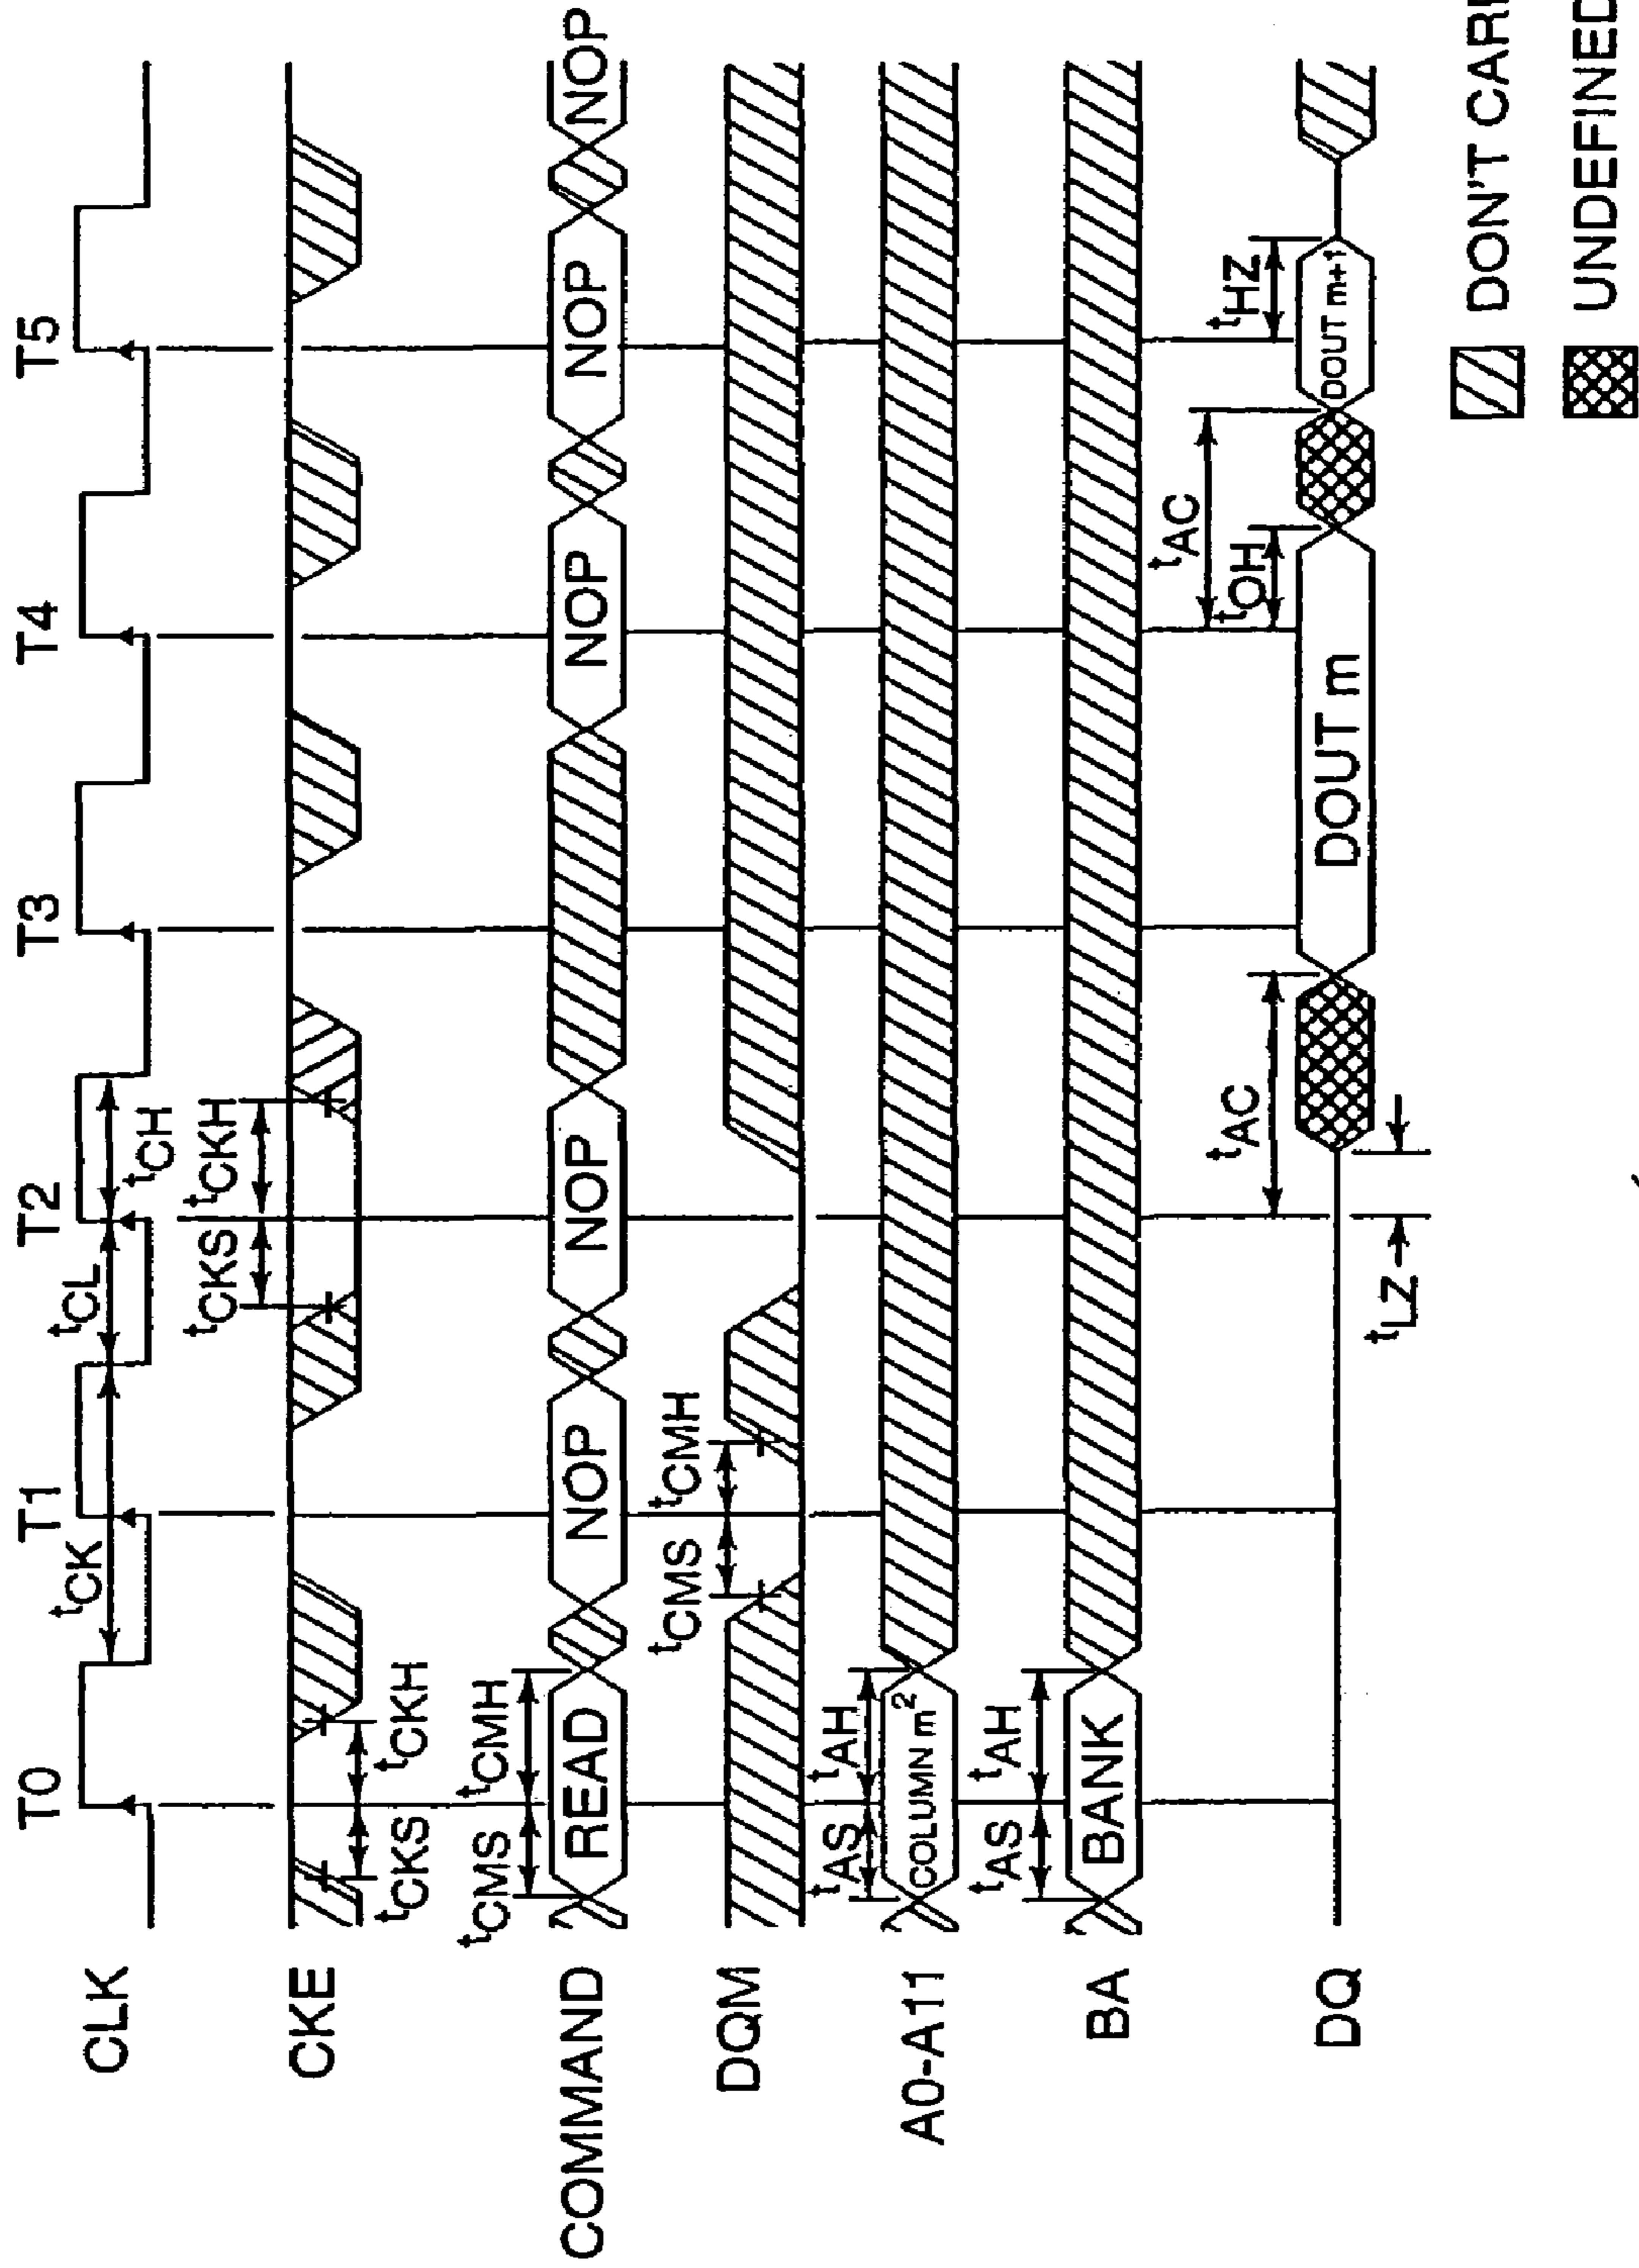 T0 T1 T2 T3 T4 T5
CLK
tCK tCL tCH
CKE
tCKS tCKH tCKS tCKH
tCMS tCMH
COMMAND READ NOP NOP NOP NOP NOP
tCMS tCMH
DQM
tAS tAH
A0-A11 COLUMN m2
tAS tAH
BA BANK
tAC tAC
tOH tHZ
DQ DOUT m DOUT m+1
tLZ
DON'T CAR
UNDEFINED